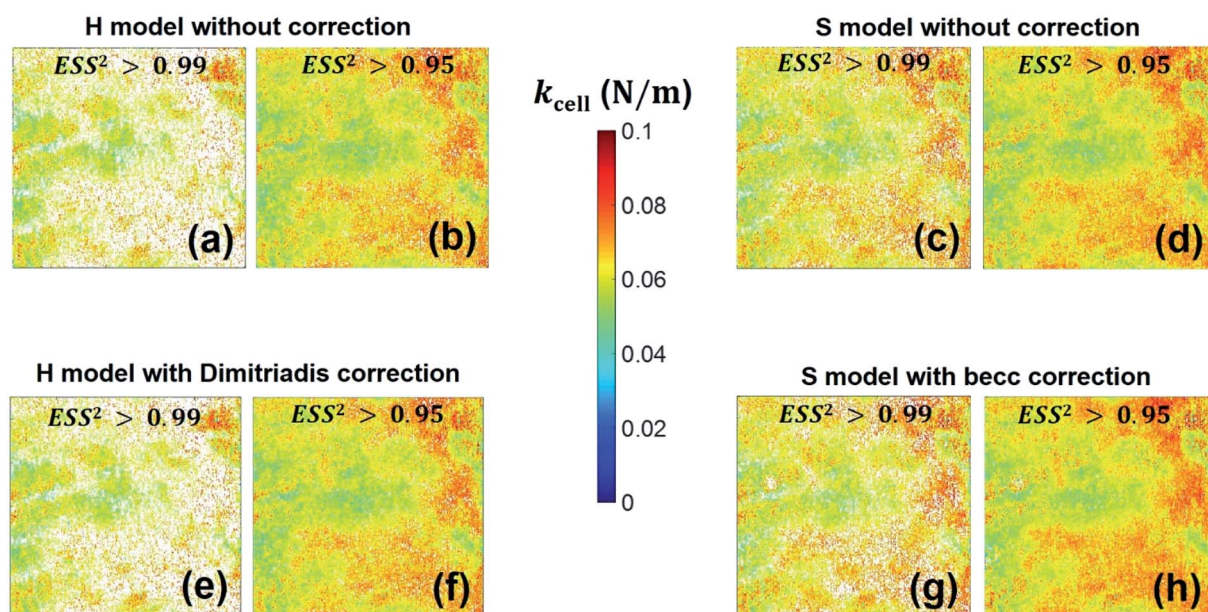 H model without correction
S model without correction
ESS² > 0.99
ESS² > 0.95
ESS² > 0.99
ESS² > 0.95
(a)
(b)
(c)
(d)
k_cell (N/m)
0.1
0.08
0.06
0.04
0.02
0
H model with Dimitriadis correction
S model with becc correction
ESS² > 0.99
ESS² > 0.95
ESS² > 0.99
ESS² > 0.95
(e)
(f)
(g)
(h)